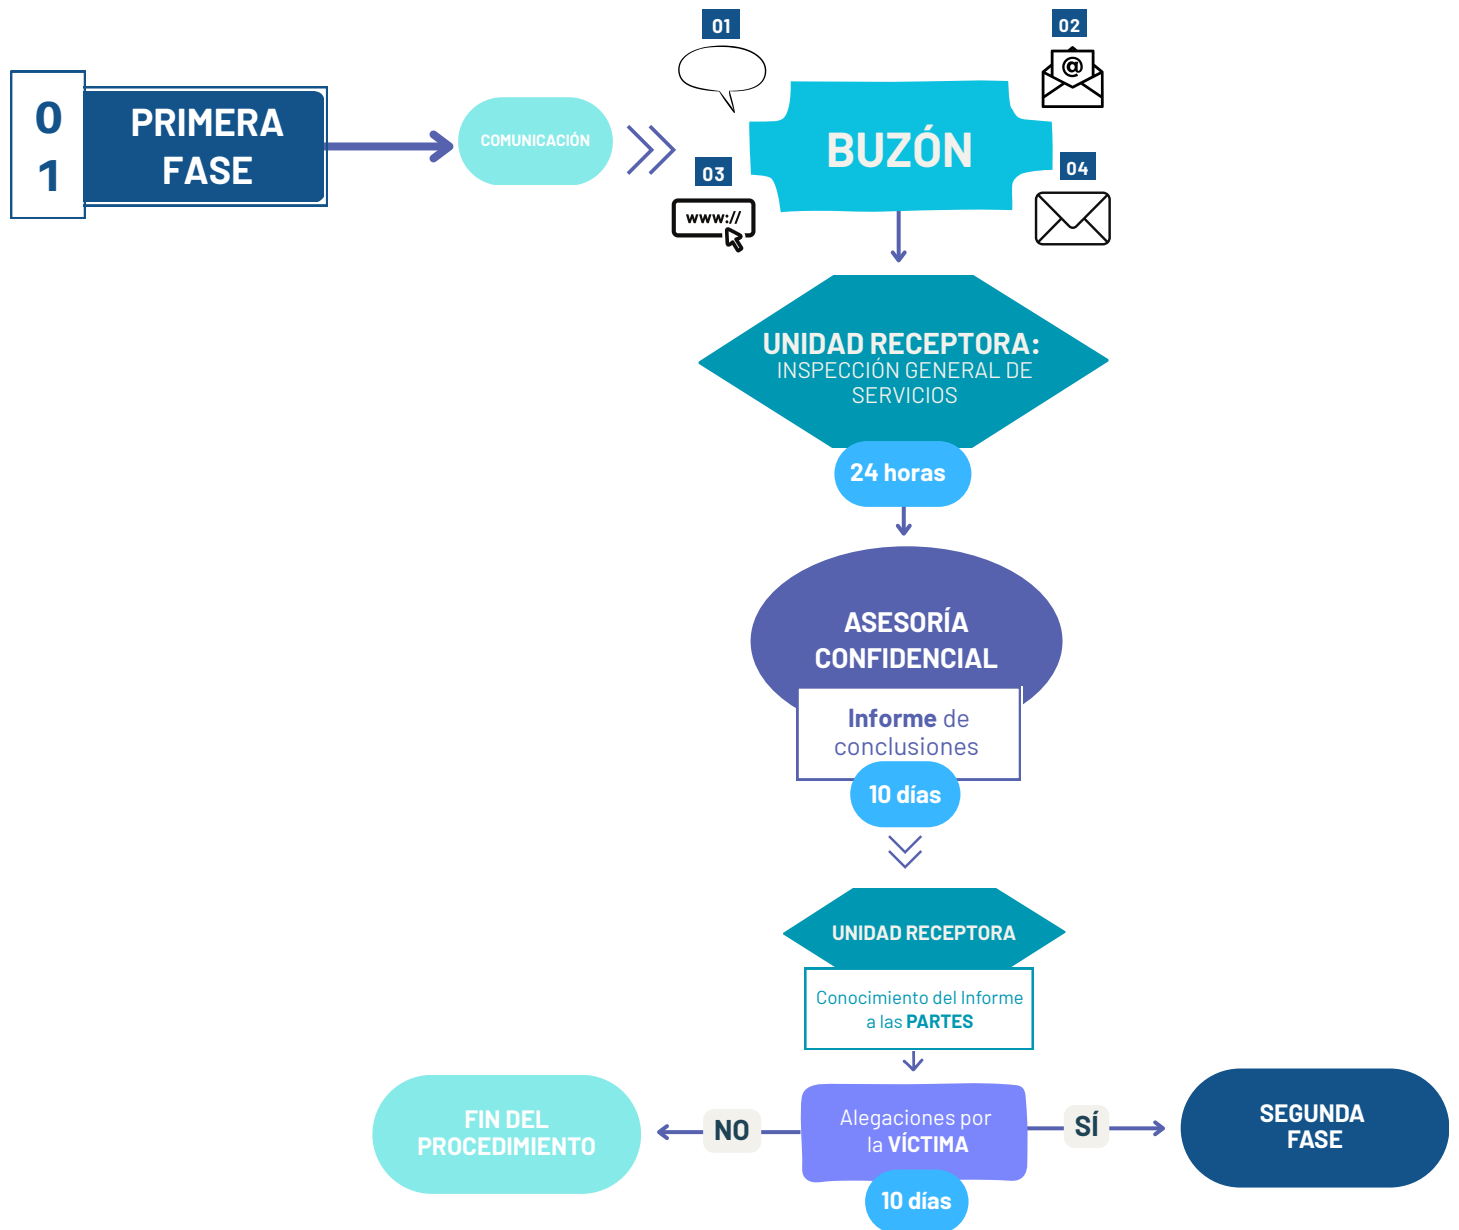 0
1
PRIMERA
FASE
COMUNICACIÓN
01
02
@
BUZÓN
03
www://
04
UNIDAD RECEPTORA:
INSPECCIÓN GENERAL DE
SERVICIOS
24 horas
ASESORÍA
CONFIDENCIAL
Informe de
conclusiones
10 días
UNIDAD RECEPTORA
Conocimiento del Informe
a las PARTES
FIN DEL
PROCEDIMIENTO
NO
Alegaciones por
la VÍCTIMA
SÍ
SEGUNDA
FASE
10 días